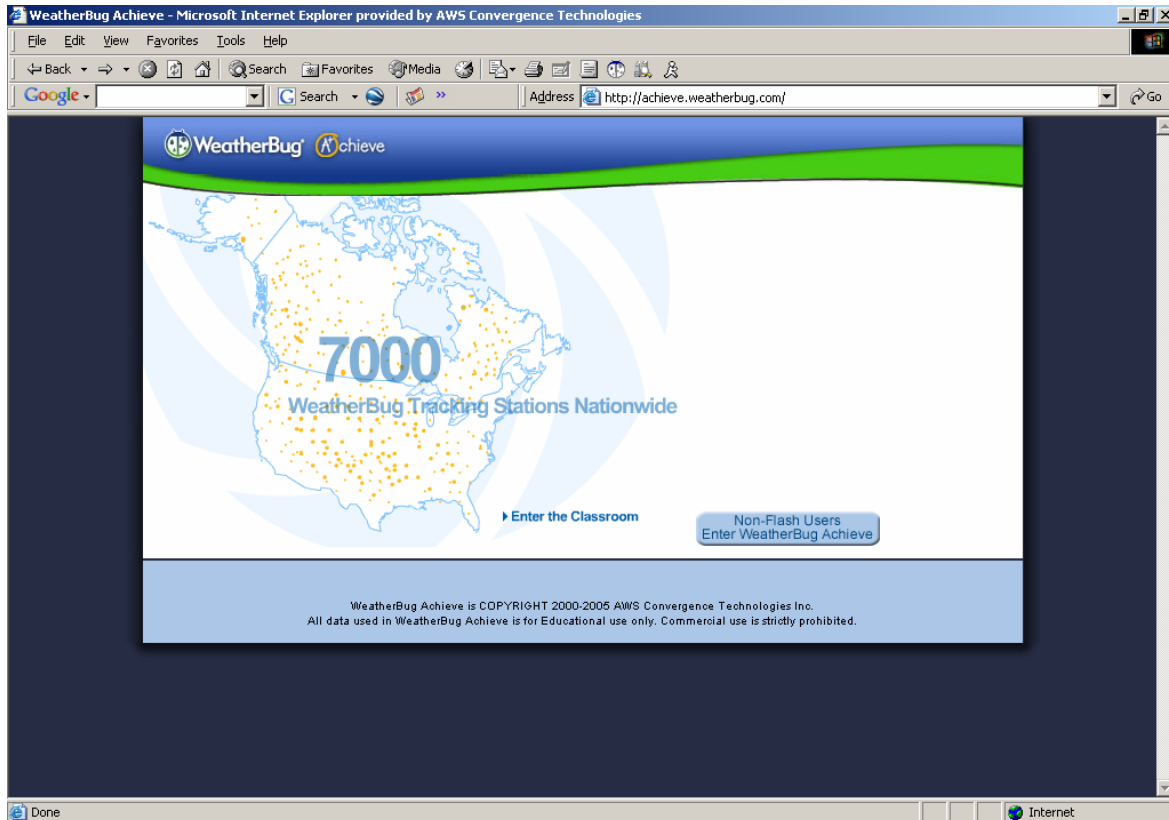 WeatherBug Achieve - Microsoft Internet Explorer provided by AWS Convergence Technologies
File Edit View Favorites Tools Help
Back Search Favorites Media
Google Search » Address http://achieve.weatherbug.com/ Go
WeatherBug Achieve
7000
WeatherBug Tracking Stations Nationwide
Enter the Classroom
Non-Flash Users
Enter WeatherBug Achieve
WeatherBug Achieve is COPYRIGHT 2000-2005 AWS Convergence Technologies Inc.
All data used in WeatherBug Achieve is for Educational use only. Commercial use is strictly prohibited.
Done Internet